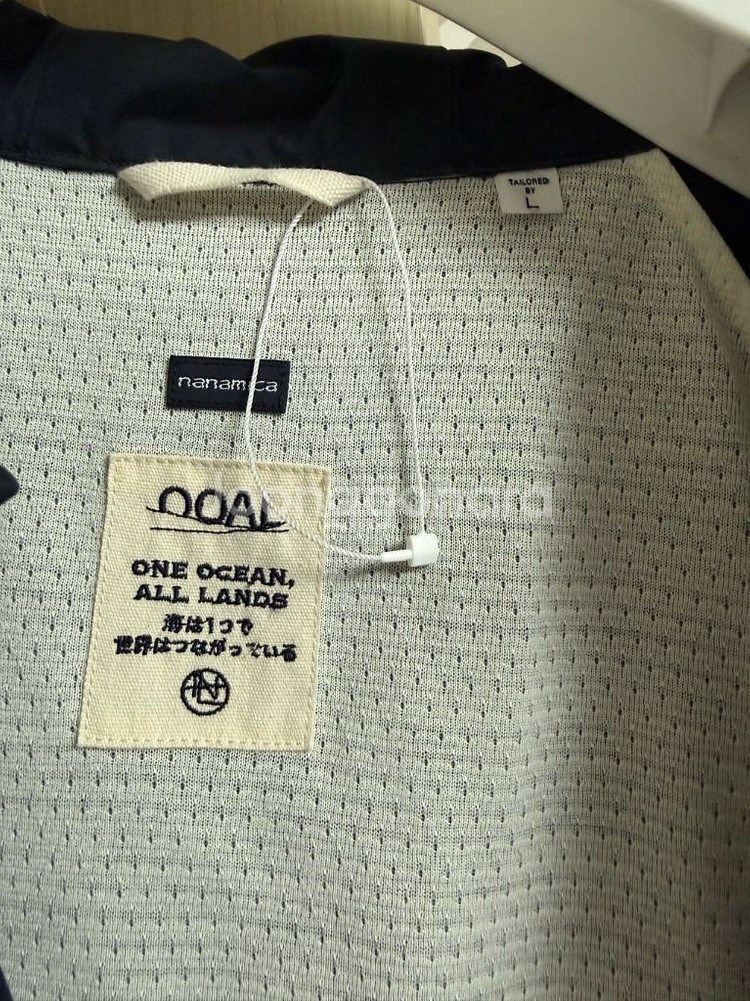 TAILORED
BY
L
nanamica
OOAL
ONE OCEAN,
ALL LANDS
海は1つで
世界はつながっている